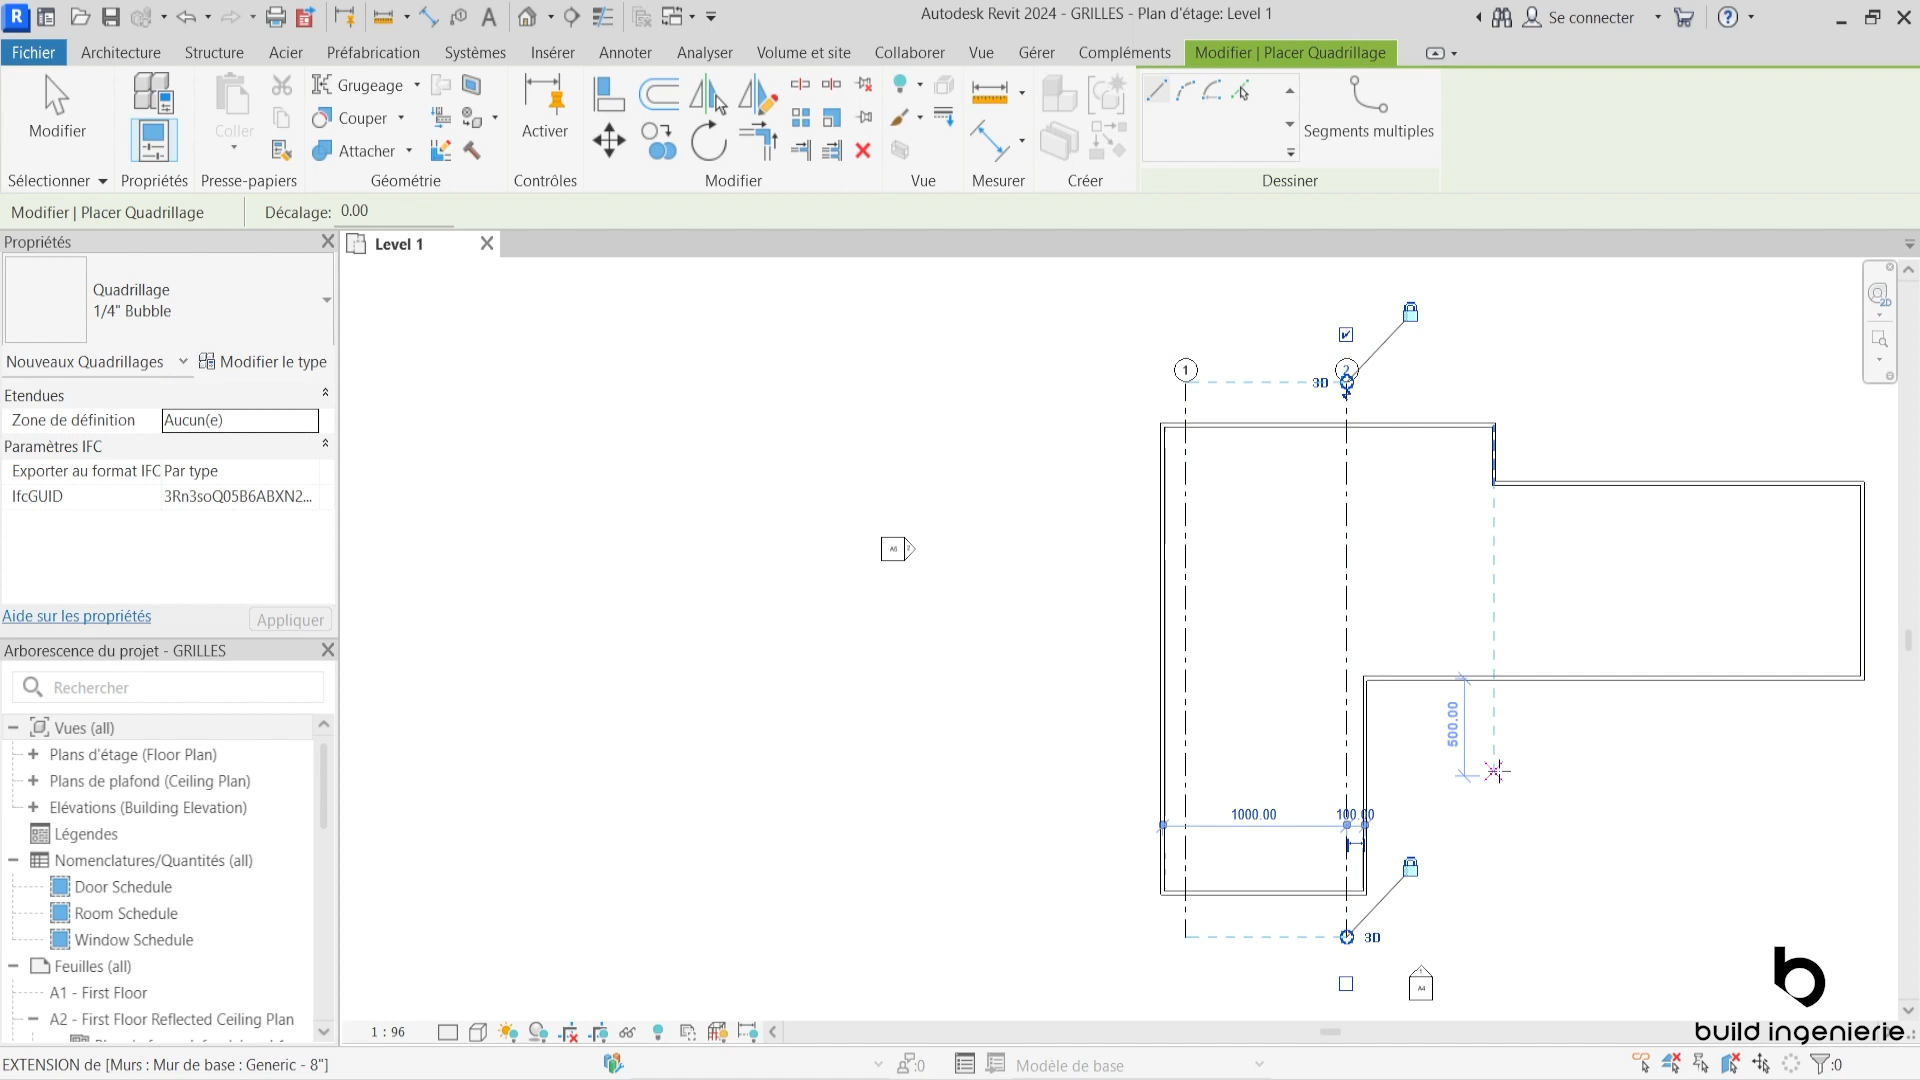 Autodesk Revit 2024 - GRILLES - Plan d'étage: Level 1
Se connecter
Fichier Architecture Structure Acier Préfabrication Systèmes Insérer Annoter Analyser Volume et site Collaborer Vue Gérer Compléments Modifier | Placer Quadrillage
Modifier
Coller
Grugeage
Couper
Attacher
Activer
Segments multiples
Sélectionner Propriétés Presse-papiers Géométrie Contrôles Modifier Vue Mesurer Créer Dessiner
Modifier | Placer Quadrillage Décalage: 0.00
Propriétés
Level 1
Quadrillage
1/4" Bubble
Nouveaux Quadrillages Modifier le type
Etendues
Zone de définition Aucun(e)
Paramètres IFC
Exporter au format IFC Par type
IfcGUID 3Rn3soQ05B6ABXN2...
Aide sur les propriétés Appliquer
Arborescence du projet - GRILLES
Rechercher
Vues (all)
Plans d'étage (Floor Plan)
Plans de plafond (Ceiling Plan)
Elévations (Building Elevation)
Légendes
Nomenclatures/Quantités (all)
Door Schedule
Room Schedule
Window Schedule
Feuilles (all)
A1 - First Floor
A2 - First Floor Reflected Ceiling Plan
2D
1
2
3D
500.00
1000.00
100.00
3D
A4
build ingenierie
1 : 96
EXTENSION de [Murs : Mur de base : Generic - 8"]
:0
Modèle de base
:0